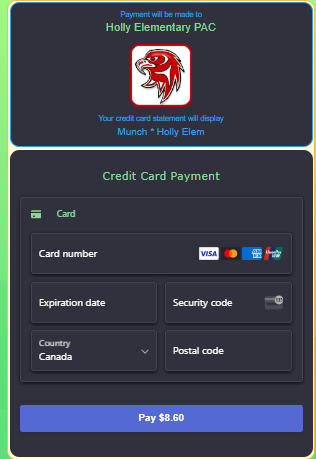 Payment will be made to
Holly Elementary PAC
Your credit card statement will display
Munch * Holly Elem
Credit Card Payment
Card
Card number VISA
Expiration date
Security code
Country
Canada
Postal code
Pay $8.60